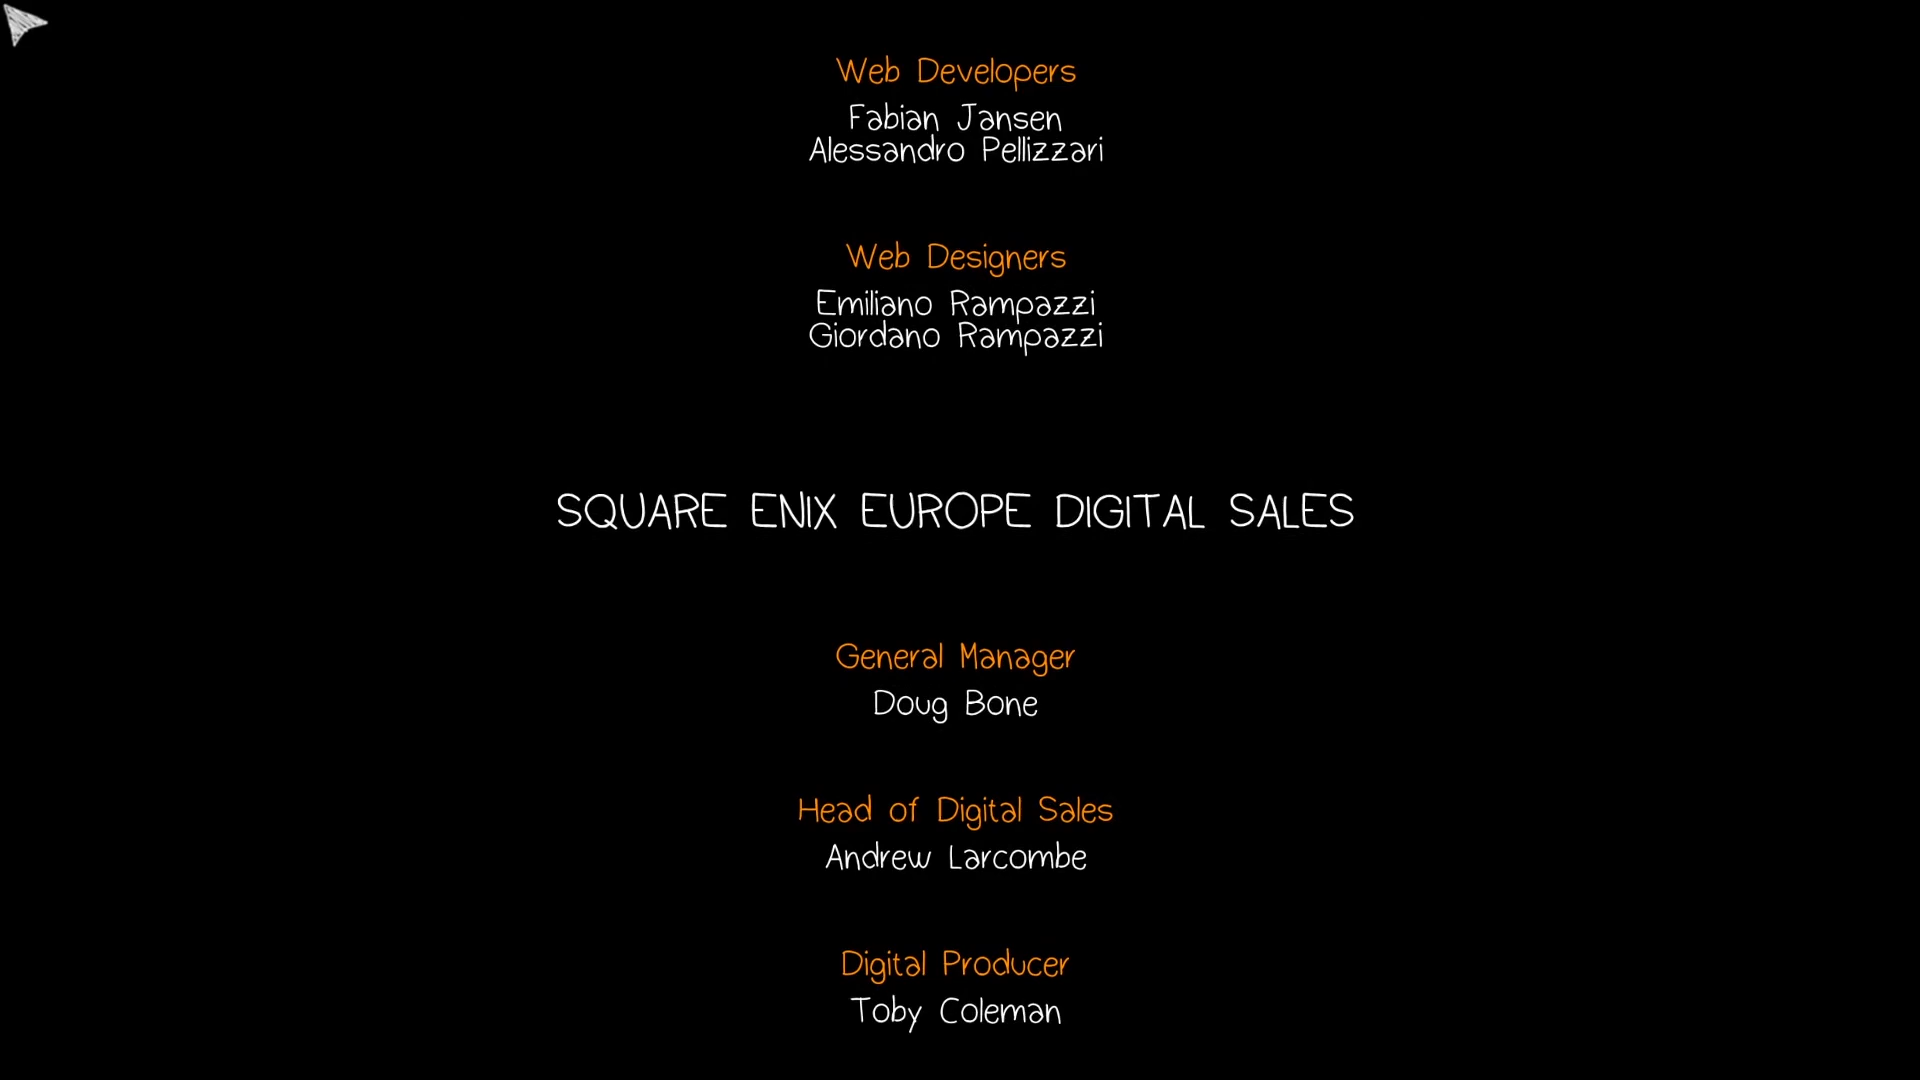 Web Developers
Fabian Jansen
Alessandro Pellizzari
Web Designers
Emiliano Rampazzi
Giordano Rampazzi
SQUARE ENIX EUROPE DIGITAL SALES
General Manager
Doug Bone
Head of Digital Sales
Andrew Larcombe
Digital Producer
Toby Coleman